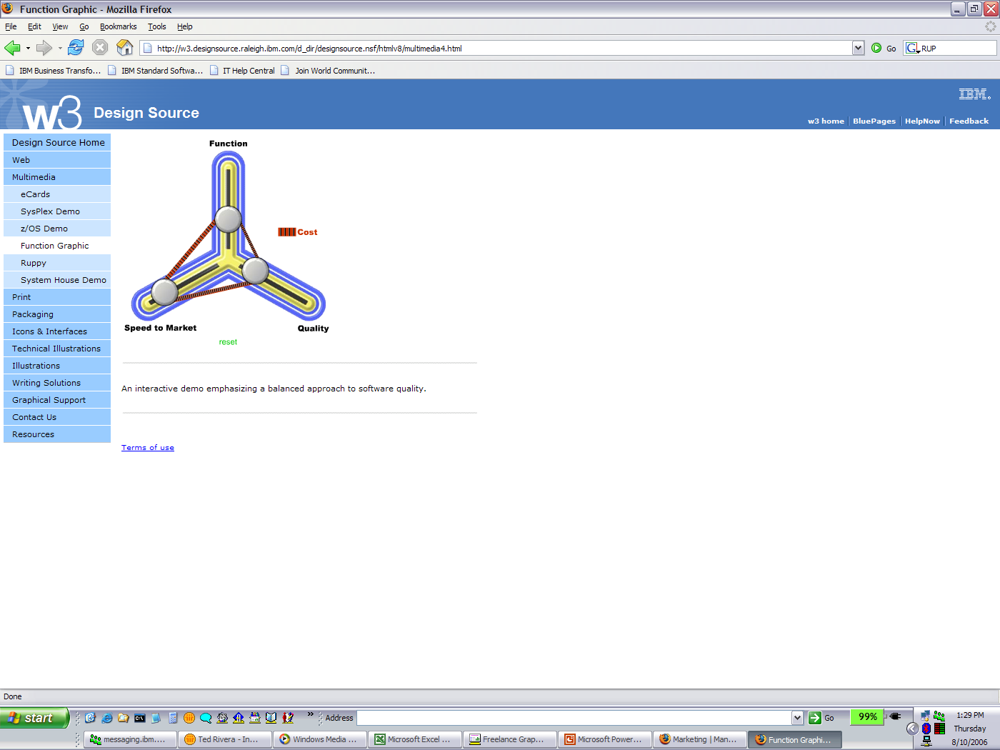 Function Graphic - Mozilla Firefox
File Edit View Go Bookmarks Tools Help
http://w3.designsource.raleigh.ibm.com/d_dir/designsource.nsf/htmlv8/multimedia4.html Go G RUP
IBM Business Transfo... IBM Standard Softwa... IT Help Central Join World Communit...
IBM
w3 Design Source
w3 home BluePages HelpNow Feedback
Design Source Home
Web
Multimedia
eCards
SysPlex Demo
z/OS Demo
Function Graphic
Ruppy
System House Demo
Print
Packaging
Icons & Interfaces
Technical Illustrations
Illustrations
Writing Solutions
Graphical Support
Contact Us
Resources
Function
Cost
Speed to Market
Quality
reset
An interactive demo emphasizing a balanced approach to software quality.
Terms of use
Done
start » Address Go 99% 1:29 PM
Thursday
8/10/2006
messaging.ibm.... Ted Rivera - In... Windows Media ... Microsoft Excel ... Freelance Grap... Microsoft Power... Marketing | Man... Function Graphi...